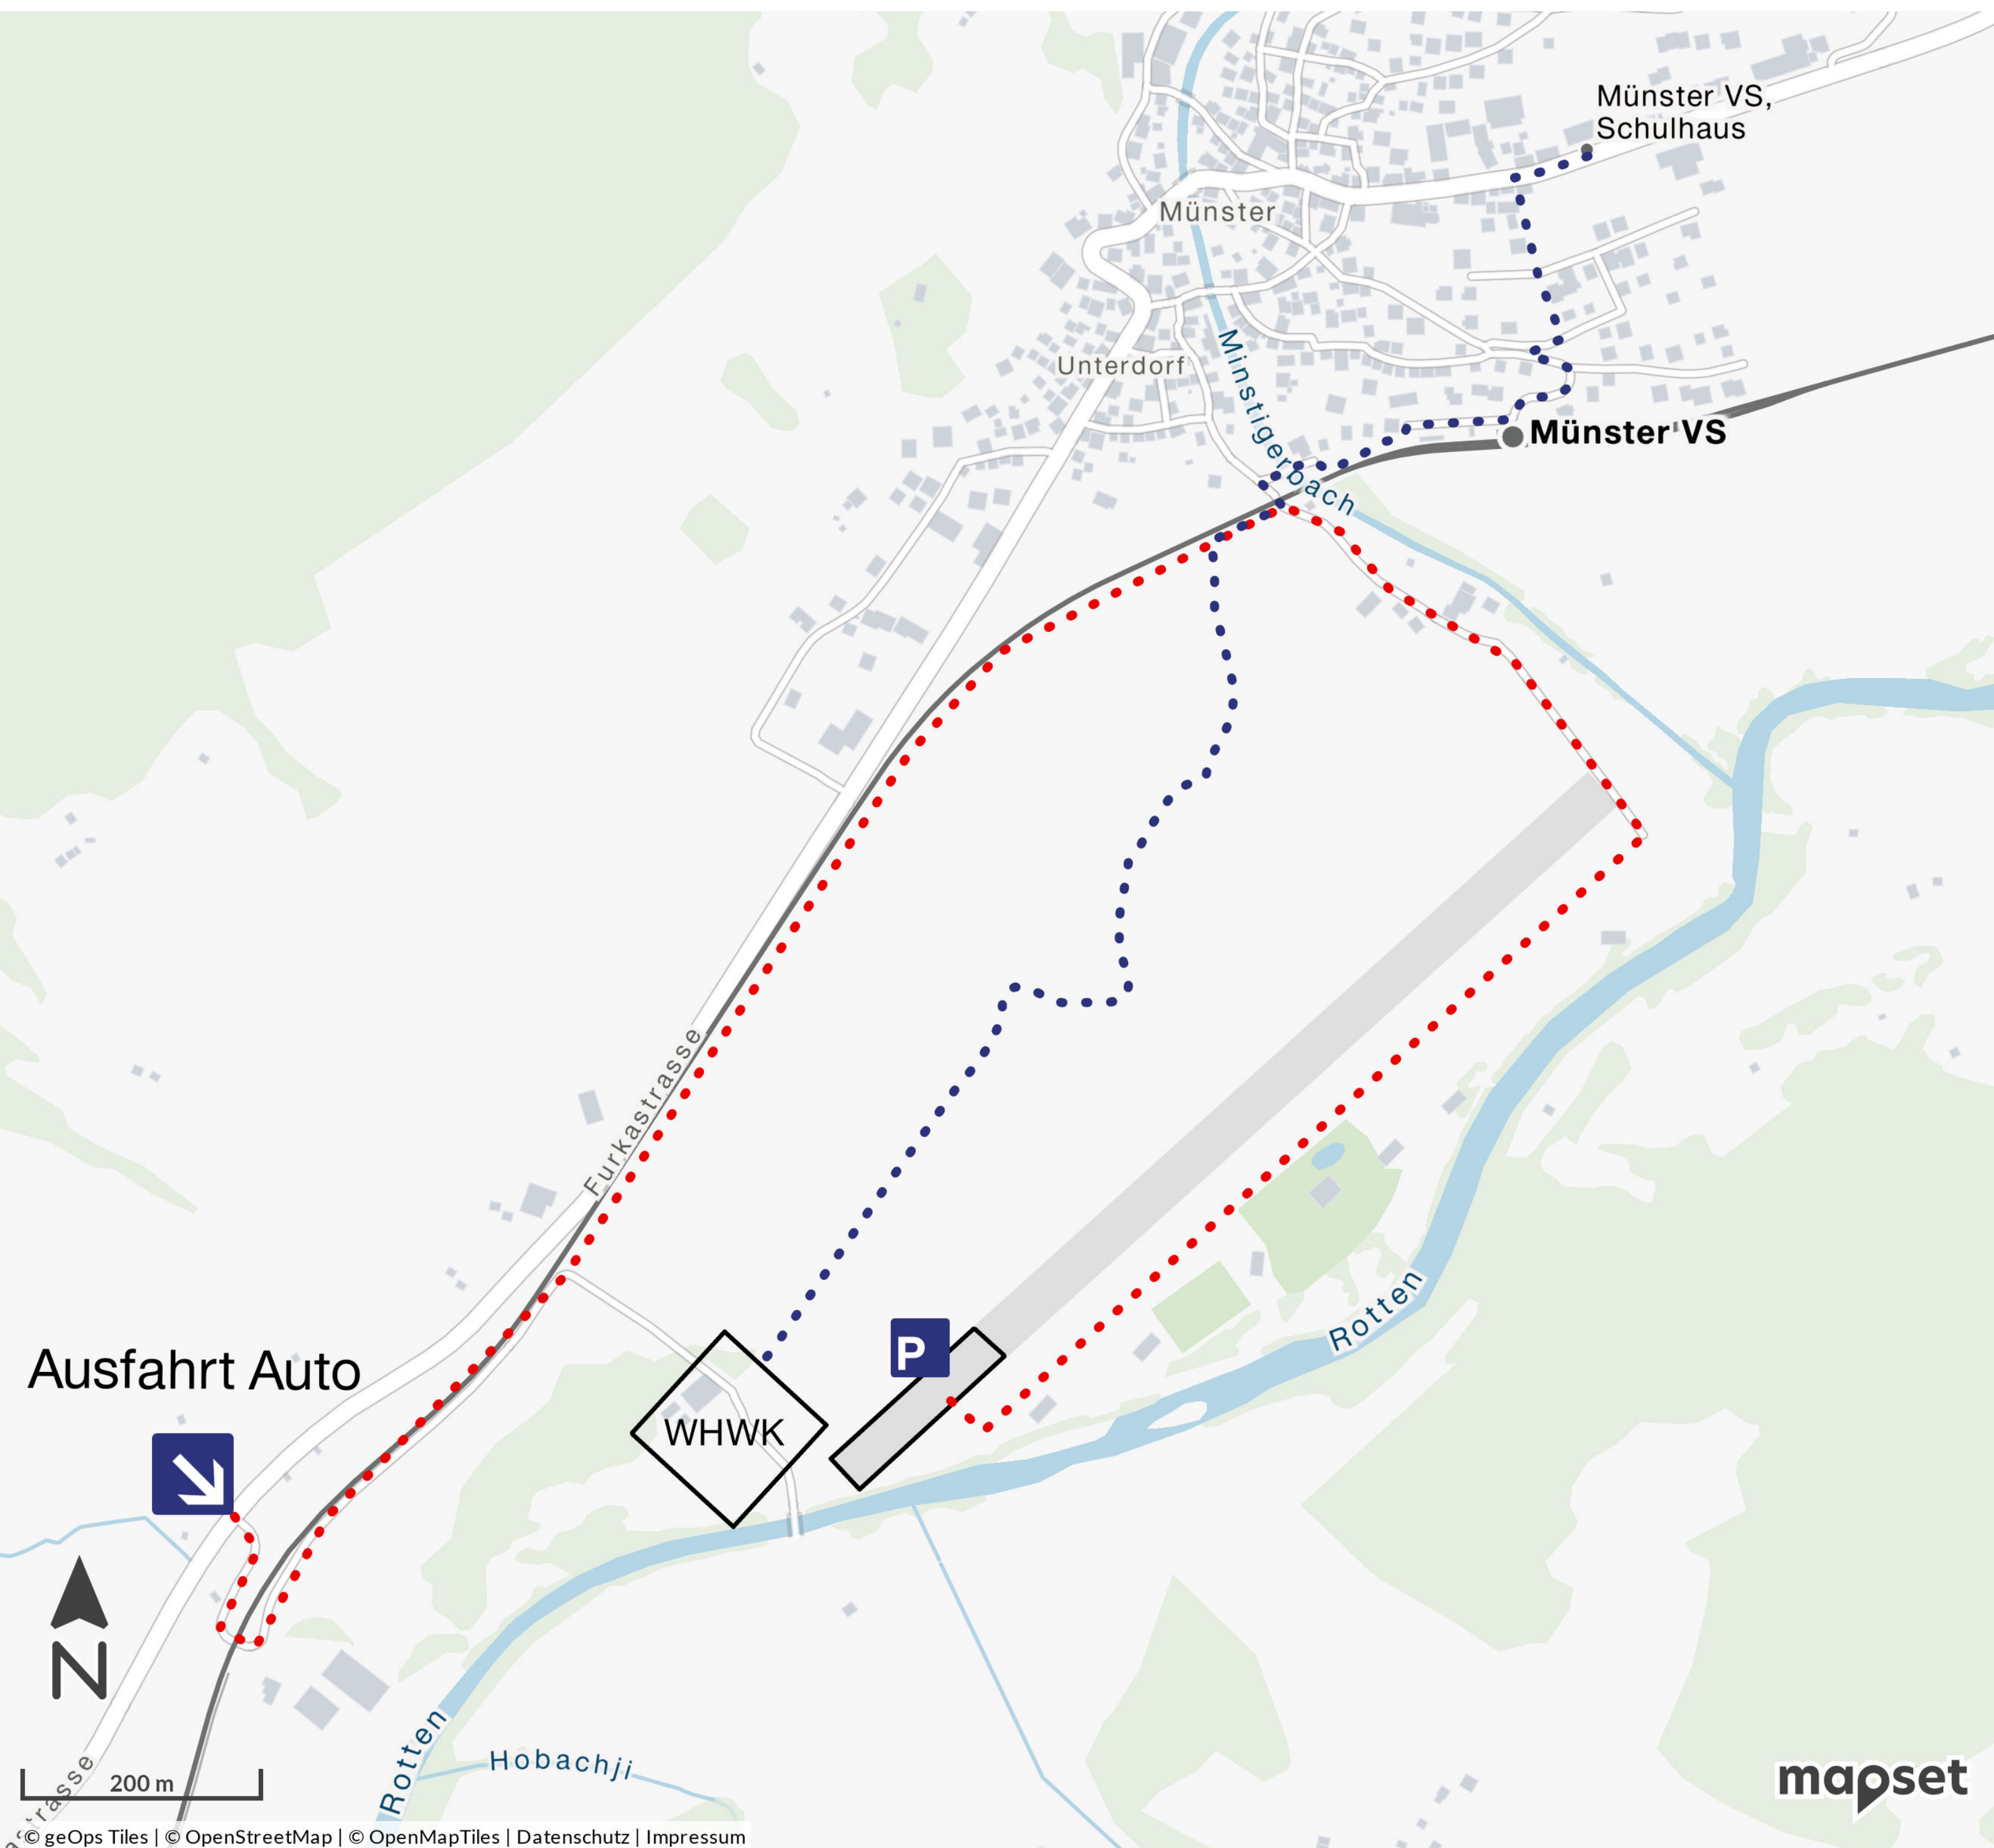 Münster VS,
Schulhaus
Münster
Unterdorf
Minstigerbach
Münster VS
Furkastrasse
P
Rotten
Ausfahrt Auto
WHWK
N
Rotten
Hobachji
200 m
strasse
mapset
© geOps Tiles | © OpenStreetMap | © OpenMapTiles | Datenschutz | Impressum